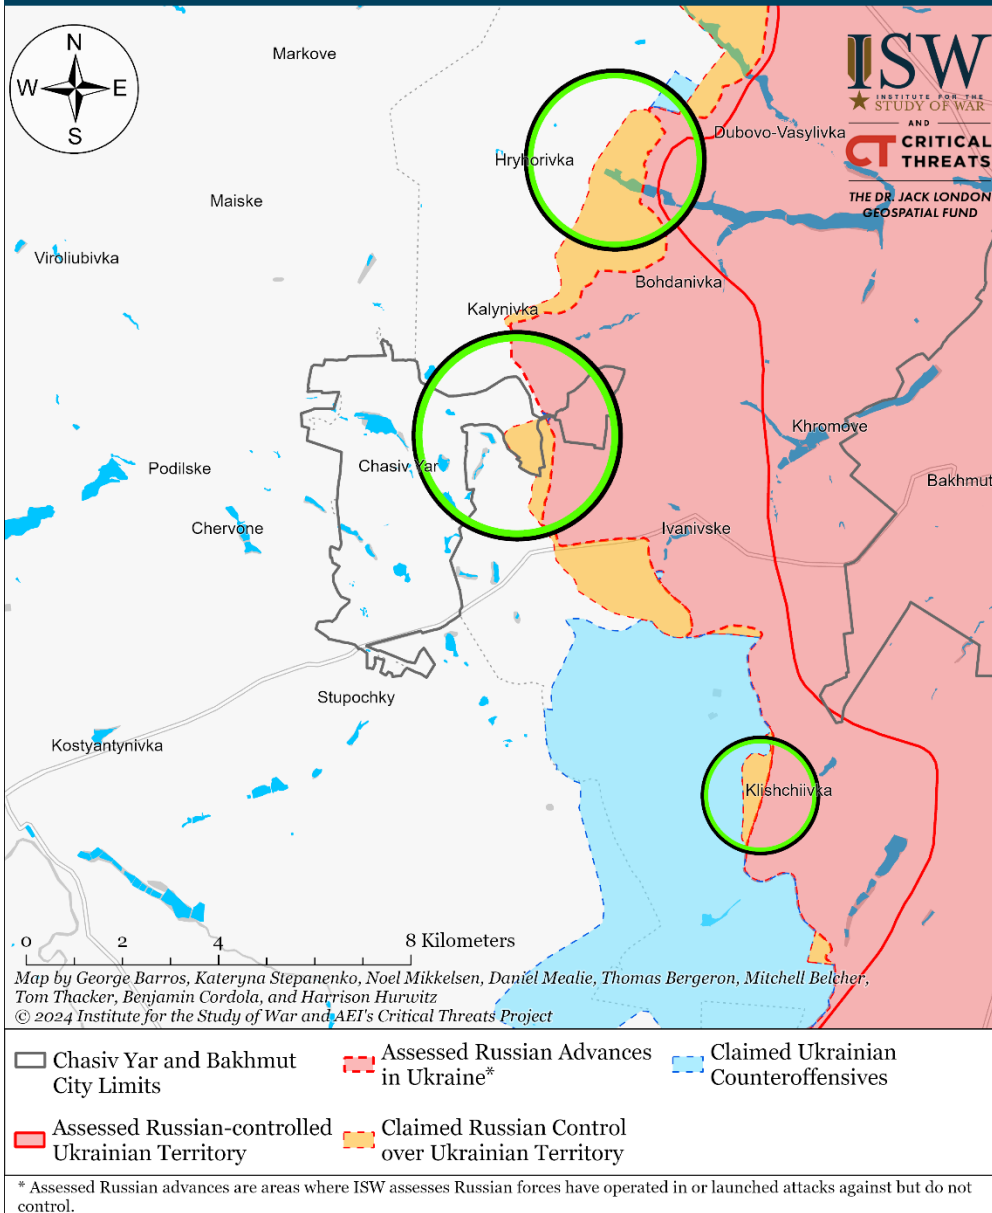 N
W
E
S
Markove
ISW
INSTITUTE FOR THE
STUDY OF WAR
AND
CT CRITICAL
THREATS
THE DR. JACK LONDON
GEOSPATIAL FUND
Dubovo-Vasylivka
Hryhorivka
Maiske
Viroliubivka
Bohdanivka
Kalynivka
Khromove
Podilske
Chasiv Yar
Bakhmut
Chervone
Ivanivske
Stupochky
Kostyantynivka
Klishchiivka
0 2 4 8 Kilometers
Map by George Barros, Kateryna Stepanenko, Noel Mikkelsen, Daniel Mealie, Thomas Bergeron, Mitchell Belcher,
Tom Thacker, Benjamin Cordola, and Harrison Hurwitz
© 2024 Institute for the Study of War and AEI's Critical Threats Project
Chasiv Yar and Bakhmut
City Limits
Assessed Russian Advances
in Ukraine*
Claimed Ukrainian
Counteroffensives
Assessed Russian-controlled
Ukrainian Territory
Claimed Russian Control
over Ukrainian Territory
* Assessed Russian advances are areas where ISW assesses Russian forces have operated in or launched attacks against but do not
control.